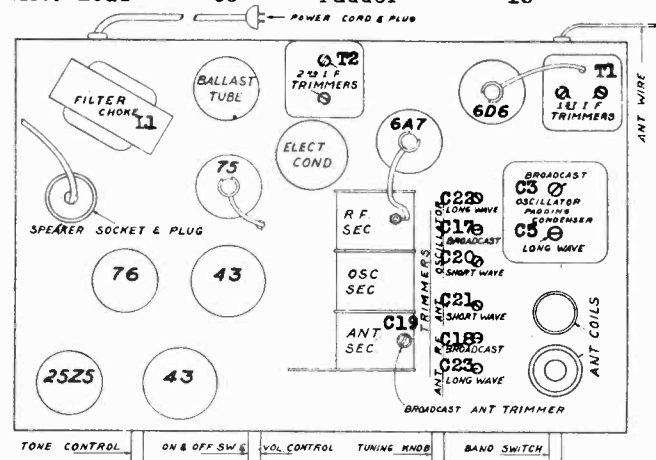 POWER CORD & PLUG
ANT WIRE
FILTER
CHOKE L1
BALLAST
TUBE
T2
2ND I F
TRIMMERS
6D6
T1
1ST I F
TRIMMERS
ELECT
COND
6A7
75
SPEAKER SOCKET & PLUG
R.F.
SEC
OSC
SEC
ANT
SEC
C19
TRIMMERS
OSCILLATOR
ANT
R.F.
ANT
C22
LONG WAVE
C17
BROADCAST
C20
SHORT WAVE
C21
SHORT WAVE
C18
BROADCAST
C23
LONG WAVE
BROADCAST
C3
OSCILLATOR
PADDING
CONDENSER
C5
LONG WAVE
ANT COILS
76
43
25Z5
43
BROADCAST ANT TRIMMER
TONE CONTROL
ON & OFF SW &
VOL CONTROL
TUNING KNOB
BAND SWITCH